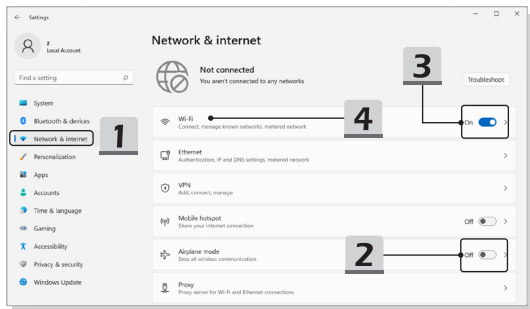 Settings
z
Local Account
Find a setting
System
Bluetooth & devices
Network & internet
Personalization
Apps
Accounts
Time & language
Gaming
Accessibility
Privacy & security
Windows Update
1
Network & internet
Not connected
You aren't connected to any networks
3
Troubleshoot
Wi-Fi
Connect, manage known networks, metered network
4
On
Ethernet
Authentication, IP and DNS settings, metered network
VPN
Add, connect, manage
Mobile hotspot
Share your internet connection
Off
Airplane mode
Stop all wireless communication
2
Off
Proxy
Proxy server for Wi-Fi and Ethernet connections